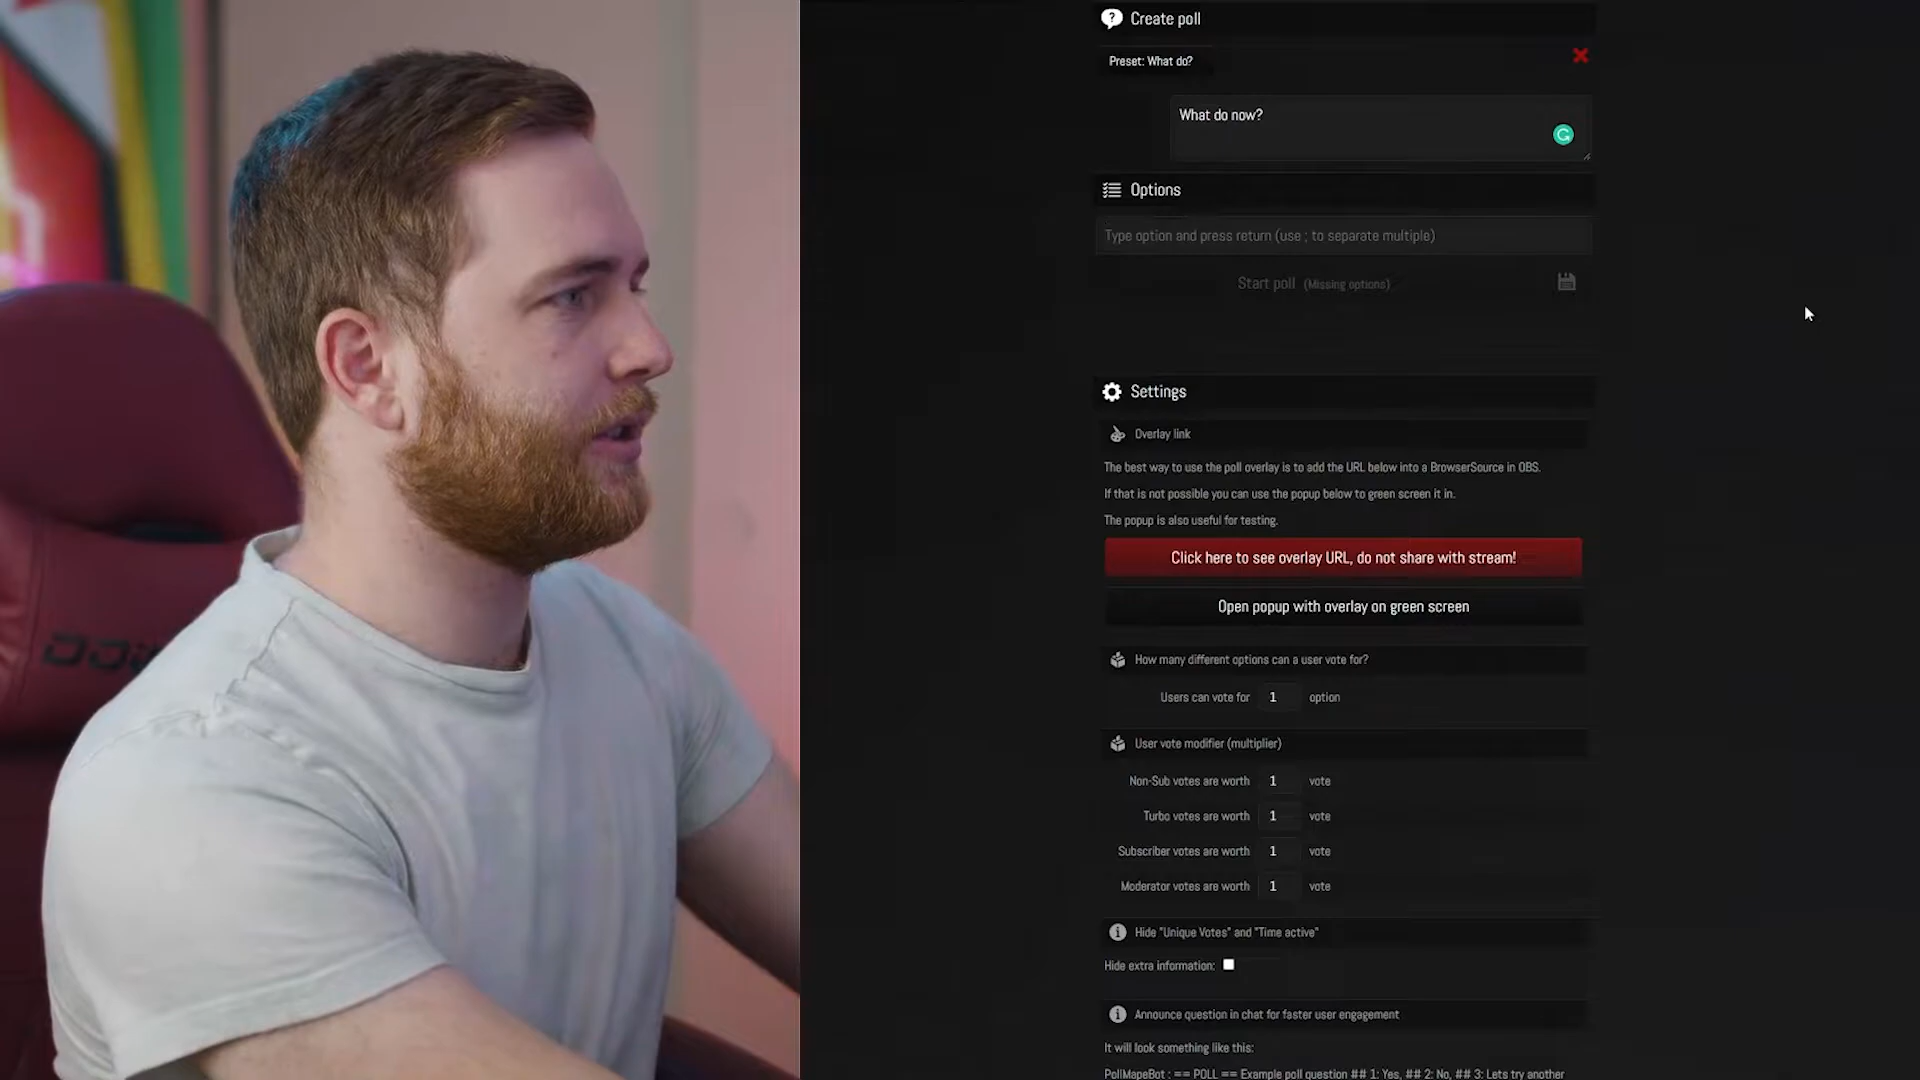 Create poll
Preset: What do?
What do now?
Options
Type option and press return (use ; to separate multiple)
Start poll (Missing options)
Settings
Overlay link
The best way to use the poll overlay is to add the URL below into a BrowserSource in OBS.
If that is not possible you can use the popup below to green screen it in.
The popup is also useful for testing.
Click here to see overlay URL, do not share with stream!
Open popup with overlay on green screen
How many different options can a user vote for?
Users can vote for 1 option
User vote modifier (multiplier)
Non-Sub votes are worth 1 vote
Turbo votes are worth 1 vote
Subscriber votes are worth 1 vote
Moderator votes are worth 1 vote
Hide "Unique Votes" and "Time active"
Hide extra information:
Announce question in chat for faster user engagement
It will look something like this:
PollMapeBot : == POLL == Example poll question ## 1: Yes, ## 2: No, ## 3: Lets try another